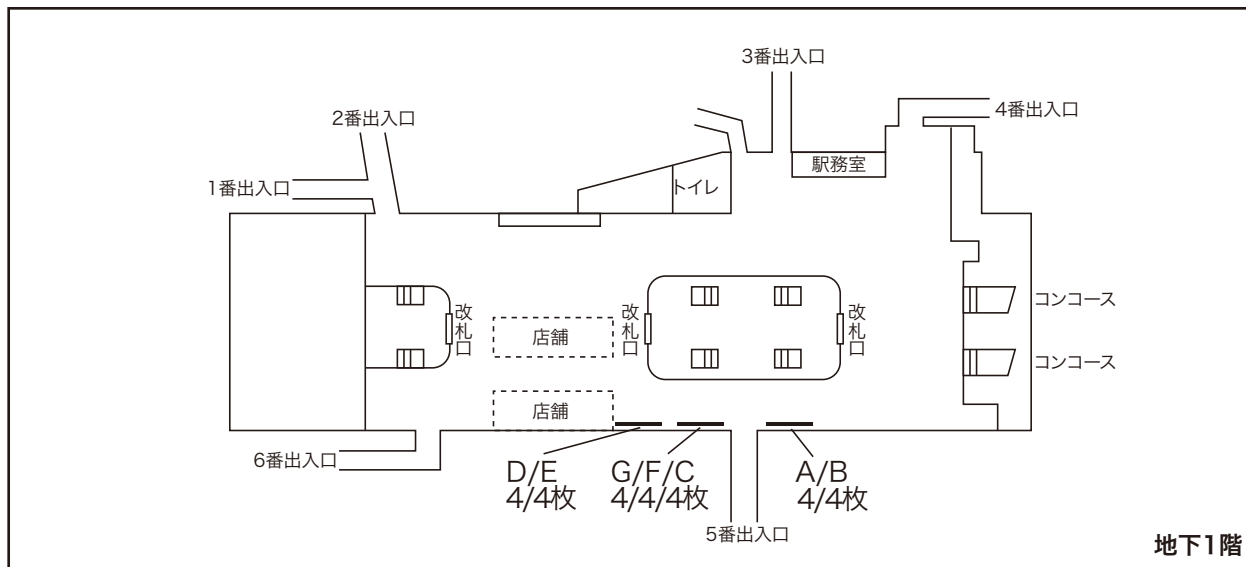 3番出入口
4番出入口
2番出入口
駅務室
トイレ
1番出入口
コンコース
改札口
店舗
改札口
改札口
コンコース
店舗
6番出入口
D/E
4/4枚
G/F/C
4/4/4枚
A/B
4/4枚
5番出入口
地下1階